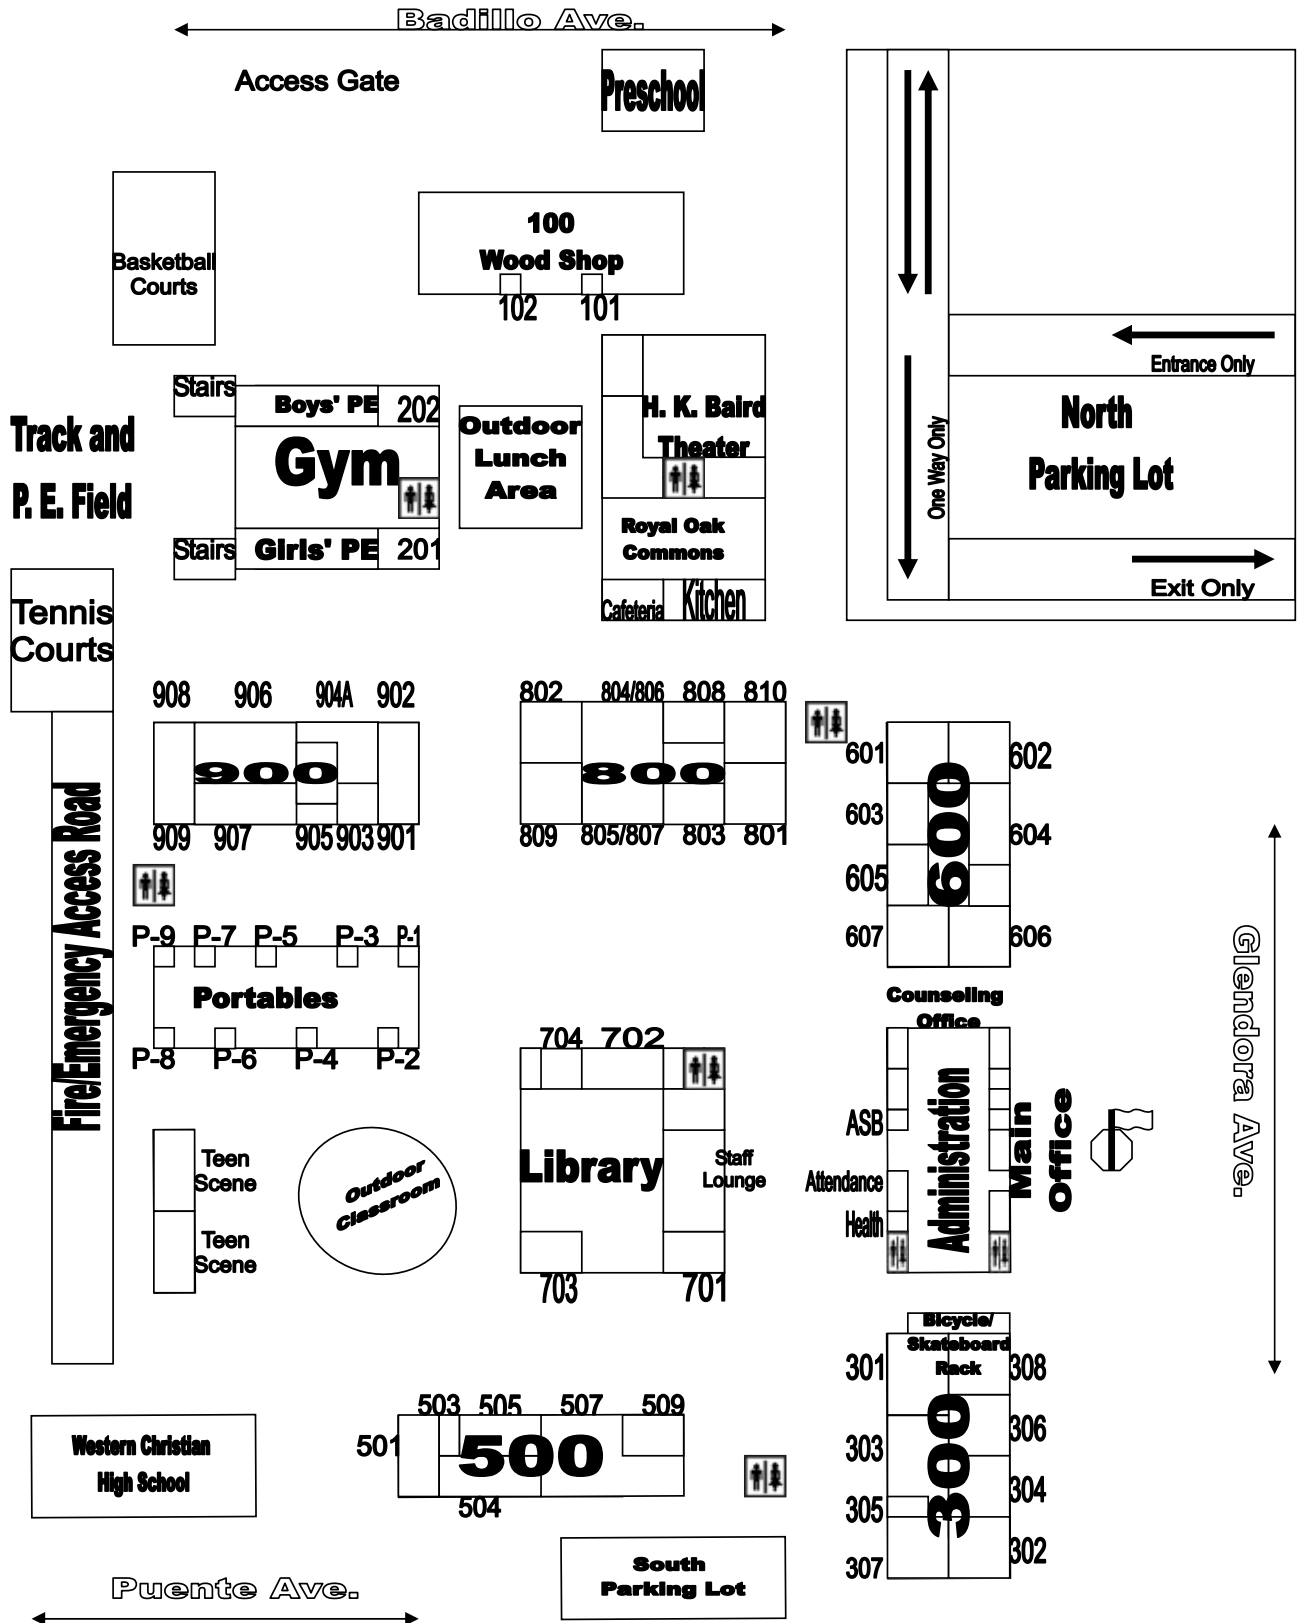 Badillo Ave.
Access Gate
Preschool
100
Wood Shop
102
101
Basketball
Courts
Entrance Only
North
Parking Lot
One Way Only
Exit Only
Stairs
Boys' PE
202
Gym
Stairs
Girls' PE
201
Track and
P. E. Field
Outdoor
Lunch
Area
H. K. Baird
Theater
Royal Oak
Commons
Cafeteria
Kitchen
Tennis
Courts
908
906
904A
902
900
909
907
905
903
901
802
804/806
808
810
800
809
805/807
803
801
601
602
603
604
600
605
607
606
Fire/Emergency Access Road
P-9
P-7
P-5
P-3
P-1
Portables
P-8
P-6
P-4
P-2
Counseling
Office
704
702
Library
Staff
Lounge
703
701
ASB
Attendance
Health
Administration
Main
Office
Glendora Ave.
Teen
Scene
Teen
Scene
Outdoor
Classroom
Bicycle/
Skateboard
Rack
301
308
303
306
300
305
304
307
302
Western Christian
High School
503
505
507
509
501
500
504
South
Parking Lot
Puente Ave.